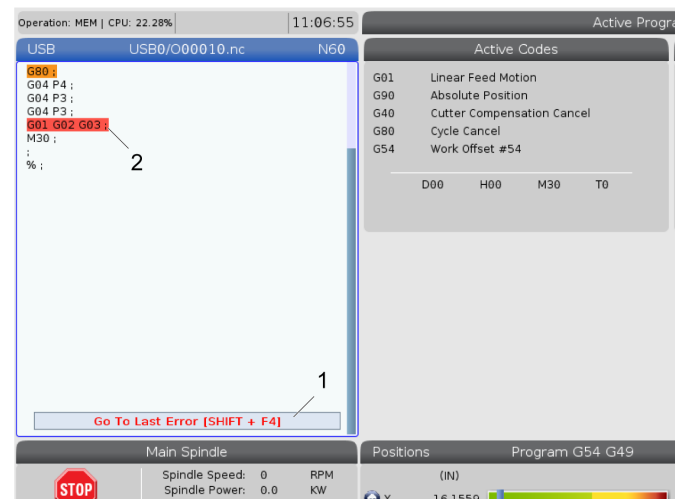 Operation: MEM | CPU: 22.28%
11:06:55
USB USB0/O00010.nc N60
G80 ;
G04 P4 ;
G04 P3 ;
G04 P3 ;
G01 G02 G03 ;
M30 ;
;
% ;
2
1
Go To Last Error [SHIFT + F4]
Active Progra
Active Codes
G01 Linear Feed Motion
G90 Absolute Position
G40 Cutter Compensation Cancel
G80 Cycle Cancel
G54 Work Offset #54
D00 H00 M30 T0
Main Spindle
STOP
Spindle Speed: 0 RPM
Spindle Power: 0.0 KW
Positions Program G54 G49
(IN)
X 16.1559